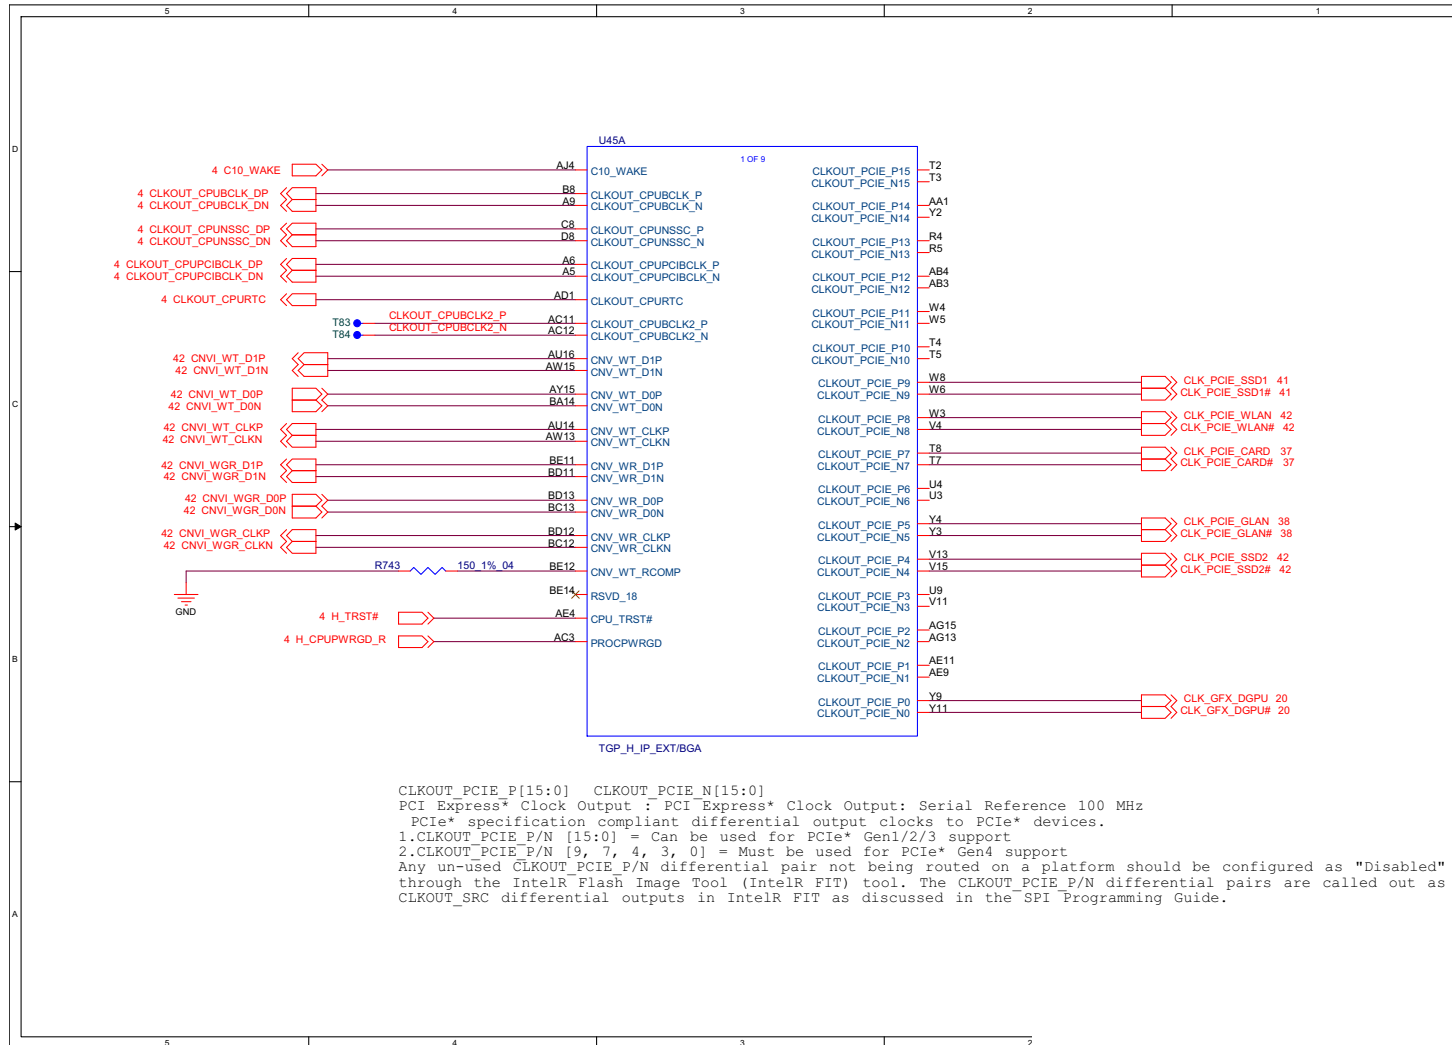 5 4 3 2 1
D
C
B
A
U45A
1 OF 9
4 C10_WAKE AJ4 C10_WAKE
4 CLKOUT_CPUBCLK_DP B8 CLKOUT_CPUBCLK_P
4 CLKOUT_CPUBCLK_DN A9 CLKOUT_CPUBCLK_N
4 CLKOUT_CPUNSSC_DP C8 CLKOUT_CPUNSSC_P
4 CLKOUT_CPUNSSC_DN D8 CLKOUT_CPUNSSC_N
4 CLKOUT_CPUPCIBCLK_DP A6 CLKOUT_CPUPCIBCLK_P
4 CLKOUT_CPUPCIBCLK_DN A5 CLKOUT_CPUPCIBCLK_N
4 CLKOUT_CPURTC AD1 CLKOUT_CPURTC
T83 CLKOUT_CPUBCLK2_P AC11 CLKOUT_CPUBCLK2_P
T84 CLKOUT_CPUBCLK2_N AC12 CLKOUT_CPUBCLK2_N
42 CNVI_WT_D1P AU16 CNV_WT_D1P
42 CNVI_WT_D1N AW15 CNV_WT_D1N
42 CNVI_WT_D0P AY15 CNV_WT_D0P
42 CNVI_WT_D0N BA14 CNV_WT_D0N
42 CNVI_WT_CLKP AU14 CNV_WT_CLKP
42 CNVI_WT_CLKN AW13 CNV_WT_CLKN
42 CNVI_WGR_D1P BE11 CNV_WR_D1P
42 CNVI_WGR_D1N BD11 CNV_WR_D1N
42 CNVI_WGR_D0P BD13 CNV_WR_D0P
42 CNVI_WGR_D0N BC13 CNV_WR_D0N
42 CNVI_WGR_CLKP BD12 CNV_WR_CLKP
42 CNVI_WGR_CLKN BC12 CNV_WR_CLKN
R743 150_1%_04 BE12 CNV_WT_RCOMP
GND
BE14 RSVD_18
4 H_TRST# AE4 CPU_TRST#
4 H_CPUPWRGD_R AC3 PROCPWRGD
CLKOUT_PCIE_P15 T2
CLKOUT_PCIE_N15 T3
CLKOUT_PCIE_P14 AA1
CLKOUT_PCIE_N14 Y2
CLKOUT_PCIE_P13 R4
CLKOUT_PCIE_N13 R5
CLKOUT_PCIE_P12 AB4
CLKOUT_PCIE_N12 AB3
CLKOUT_PCIE_P11 W4
CLKOUT_PCIE_N11 W5
CLKOUT_PCIE_P10 T4
CLKOUT_PCIE_N10 T5
CLKOUT_PCIE_P9 W8 CLK_PCIE_SSD1 41
CLKOUT_PCIE_N9 W6 CLK_PCIE_SSD1# 41
CLKOUT_PCIE_P8 W3 CLK_PCIE_WLAN 42
CLKOUT_PCIE_N8 V4 CLK_PCIE_WLAN# 42
CLKOUT_PCIE_P7 T8 CLK_PCIE_CARD 37
CLKOUT_PCIE_N7 T7 CLK_PCIE_CARD# 37
CLKOUT_PCIE_P6 U4
CLKOUT_PCIE_N6 U3
CLKOUT_PCIE_P5 Y4 CLK_PCIE_GLAN 38
CLKOUT_PCIE_N5 Y3 CLK_PCIE_GLAN# 38
CLKOUT_PCIE_P4 V13 CLK_PCIE_SSD2 42
CLKOUT_PCIE_N4 V15 CLK_PCIE_SSD2# 42
CLKOUT_PCIE_P3 U9
CLKOUT_PCIE_N3 V11
CLKOUT_PCIE_P2 AG15
CLKOUT_PCIE_N2 AG13
CLKOUT_PCIE_P1 AE11
CLKOUT_PCIE_N1 AE9
CLKOUT_PCIE_P0 Y9 CLK_GFX_DGPU 20
CLKOUT_PCIE_N0 Y11 CLK_GFX_DGPU# 20
TGP_H_IP_EXT/BGA
CLKOUT_PCIE_P[15:0] CLKOUT_PCIE_N[15:0]
PCI Express* Clock Output : PCI Express* Clock Output: Serial Reference 100 MHz
PCIe* specification compliant differential output clocks to PCIe* devices.
1.CLKOUT_PCIE_P/N [15:0] = Can be used for PCIe* Gen1/2/3 support
2.CLKOUT_PCIE_P/N [9, 7, 4, 3, 0] = Must be used for PCIe* Gen4 support
Any un-used CLKOUT_PCIE_P/N differential pair not being routed on a platform should be configured as "Disabled"
through the IntelR Flash Image Tool (IntelR FIT) tool. The CLKOUT_PCIE_P/N differential pairs are called out as
CLKOUT_SRC differential outputs in IntelR FIT as discussed in the SPI Programming Guide.
5 4 3 2